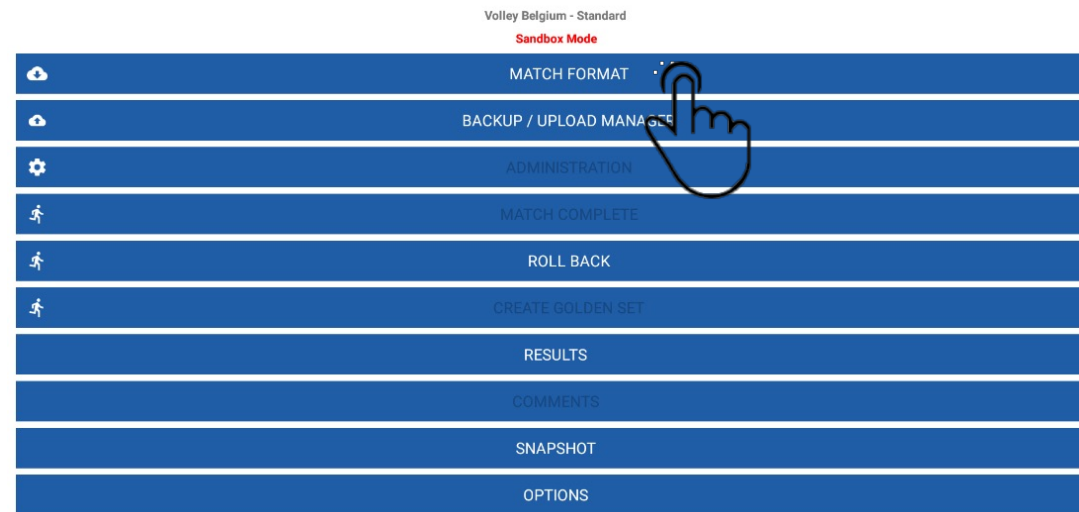 Volley Belgium - Standard
Sandbox Mode
MATCH FORMAT
BACKUP / UPLOAD MANAGER
ADMINISTRATION
MATCH COMPLETE
ROLL BACK
CREATE GOLDEN SET
RESULTS
COMMENTS
SNAPSHOT
OPTIONS